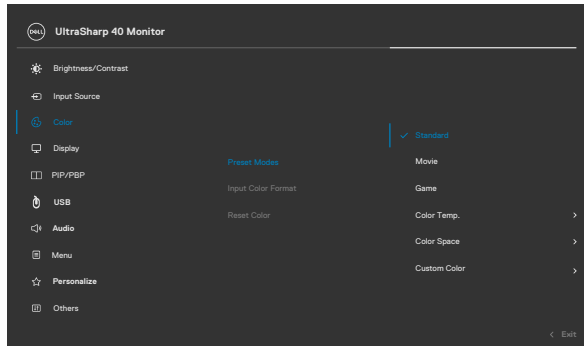 DELL UltraSharp 40 Monitor
Brightness/Contrast
Input Source
Color
Standard
Display
Preset Modes
Movie
PIP/PBP
Input Color Format
Game
USB
Reset Color
Color Temp.
Audio
Color Space
Menu
Custom Color
Personalize
Others
Exit